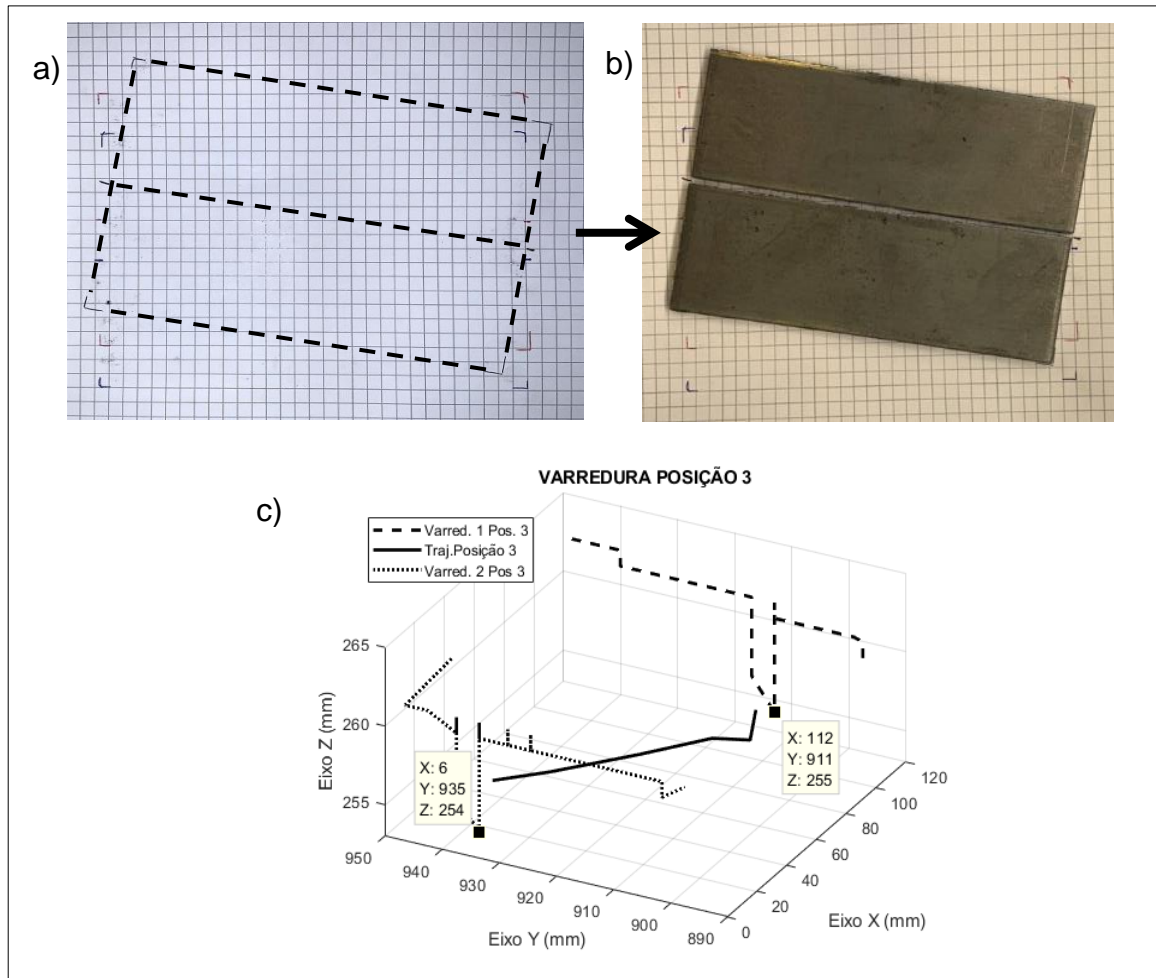 a)
b)
c)
VARREDURA POSIÇÃO 3
Varred. 1 Pos. 3
Traj.Posição 3
Varred. 2 Pos 3
265
260
255
Eixo Z (mm)
X: 6
Y: 935
Z: 254
X: 112
Y: 911
Z: 255
950
940
930
920
910
900
890
Eixo Y (mm)
0
20
40
60
80
100
120
Eixo X (mm)